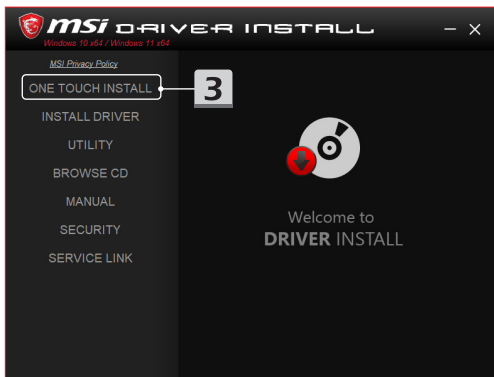 msi DRIVER INSTALL
Windows 10 x64 / Windows 11 x64
MSI Privacy Policy
ONE TOUCH INSTALL
3
INSTALL DRIVER
UTILITY
BROWSE CD
MANUAL
SECURITY
SERVICE LINK
Welcome to
DRIVER INSTALL